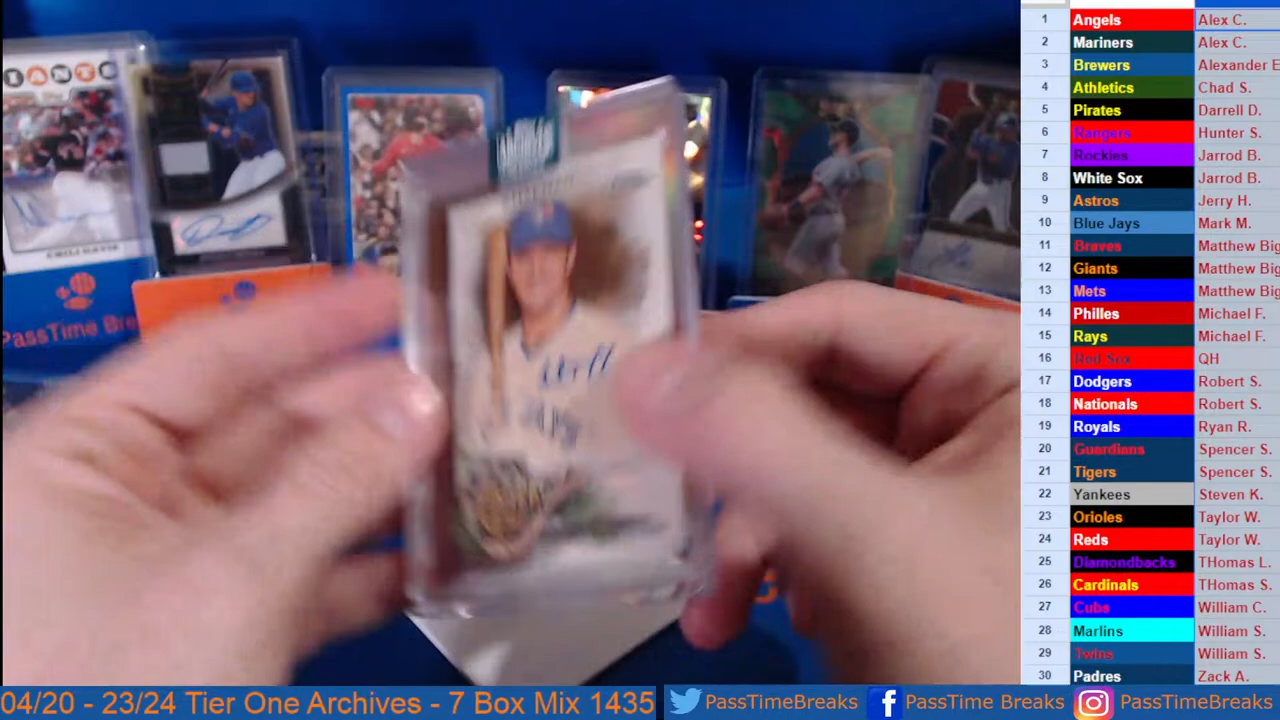 1 Angels Alex C.
2 Mariners Alex C.
3 Brewers Alexander E
4 Athletics Chad S.
5 Pirates Darrell D.
6 Rangers Hunter S.
7 Rockies Jarrod B.
8 White Sox Jarrod B.
9 Astros Jerry H.
10 Blue Jays Mark M.
11 Braves Matthew Big
12 Giants Matthew Big
13 Mets Matthew Big
14 Philles Michael F.
15 Rays Michael F.
16 Red Sox QH
17 Dodgers Robert S.
18 Nationals Robert S.
19 Royals Ryan R.
20 Guardians Spencer S.
21 Tigers Spencer S.
22 Yankees Steven K.
23 Orioles Taylor W.
24 Reds Taylor W.
25 Diamondbacks THomas L.
26 Cardinals THomas S.
27 Cubs William C.
28 Marlins William S.
29 Twins William S.
30 Padres Zack A.
IANTS
CHILI DAVIS
PassTime Bre
04/20 - 23/24 Tier One Archives - 7 Box Mix 1435
PassTimeBreaks
PassTime Breaks
PassTimeBreaks